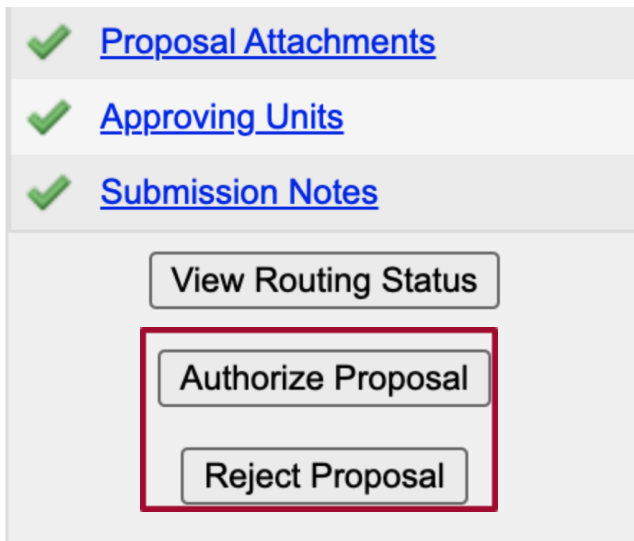 Proposal Attachments
Approving Units
Submission Notes
View Routing Status
Authorize Proposal
Reject Proposal